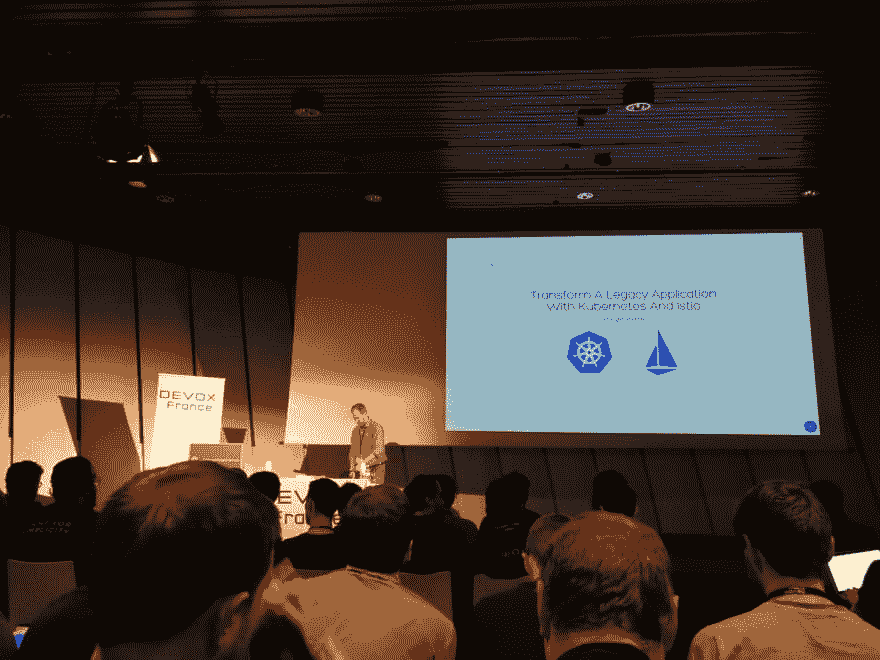 Transform A Legacy Application
With Kubernetes And Istio
DEVOX
France